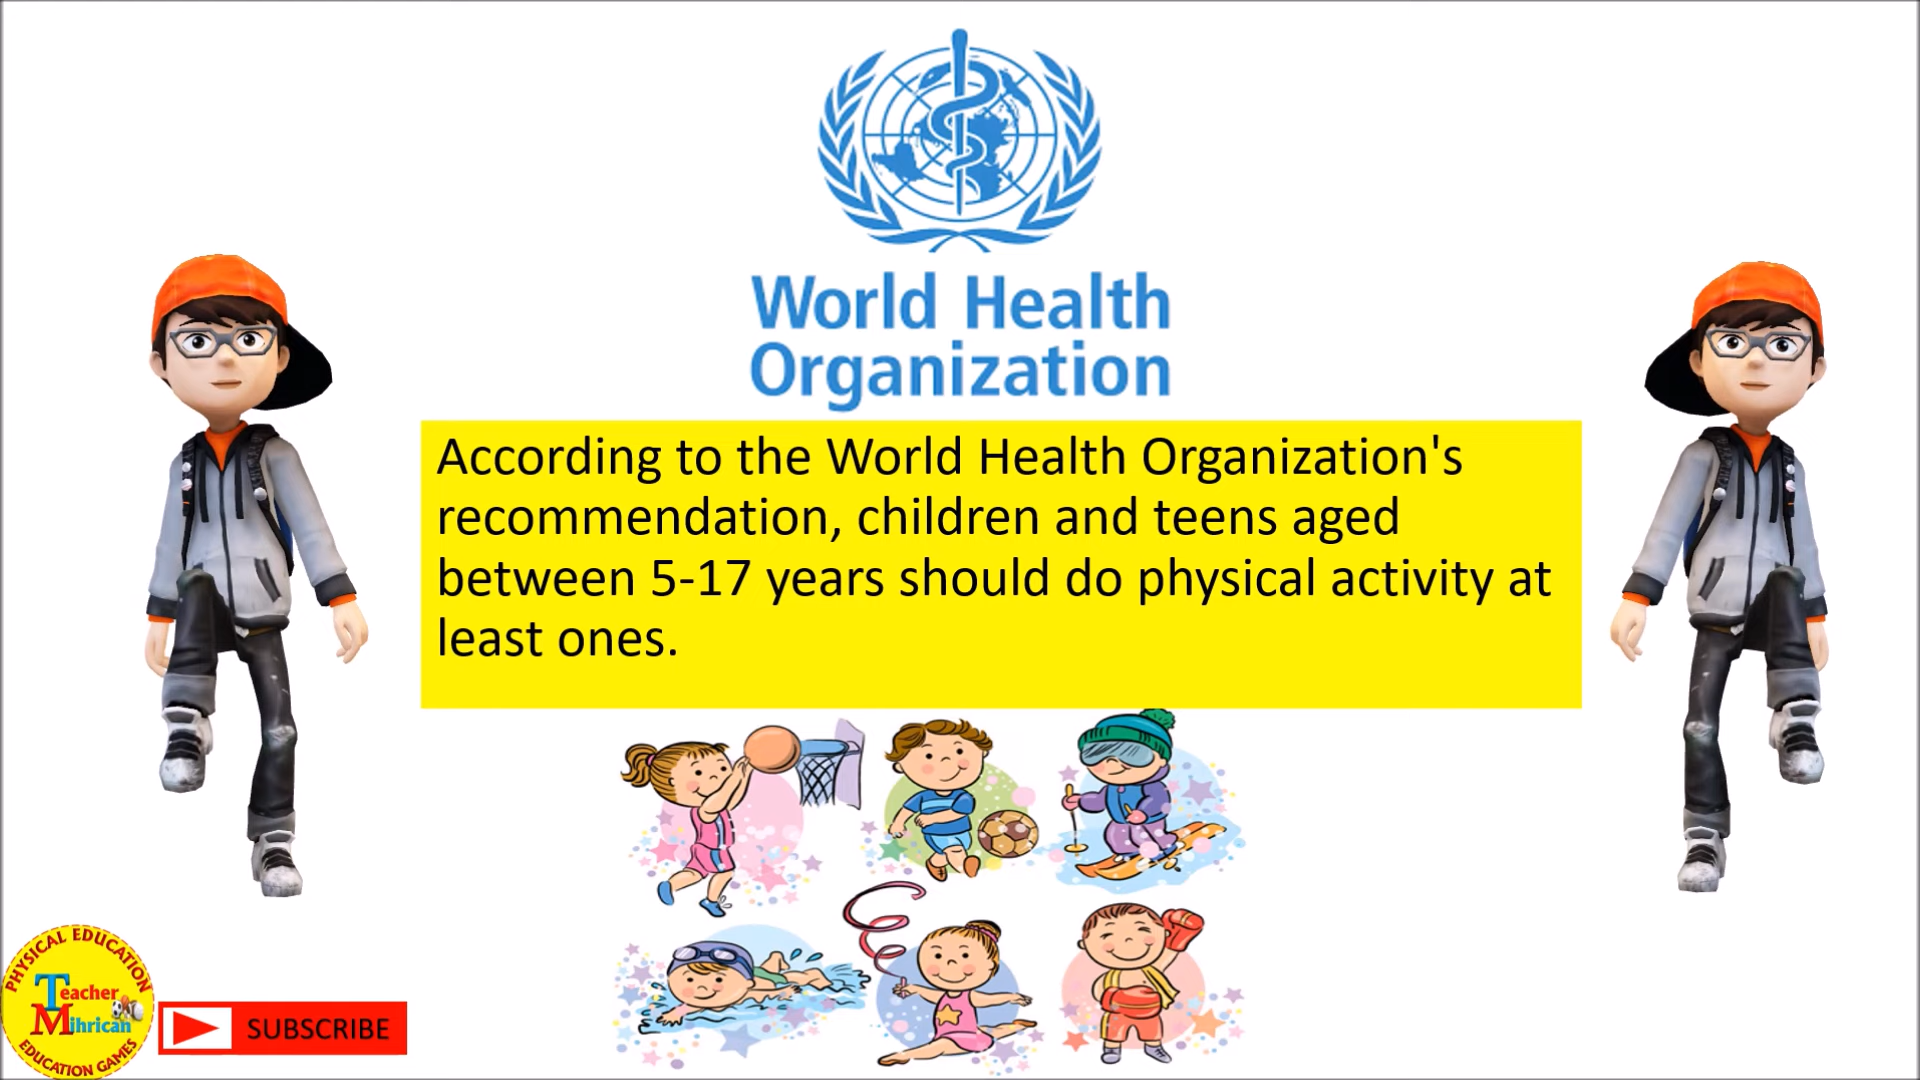 World Health
Organization
According to the World Health Organization's
recommendation, children and teens aged
between 5-17 years should do physical activity at
least ones.
PHYSICAL EDUCATION
Teacher
Mihrican
EDUCATION GAMES
SUBSCRIBE